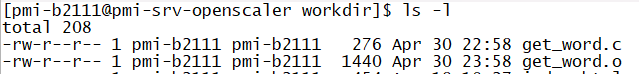 [pmi-b2111@pmi-srv-openscaler workdir]$ ls -l
total 208
-rw-r--r-- 1 pmi-b2111 pmi-b2111 276 Apr 30 22:58 get_word.c
-rw-r--r-- 1 pmi-b2111 pmi-b2111 1440 Apr 30 23:58 get_word.o